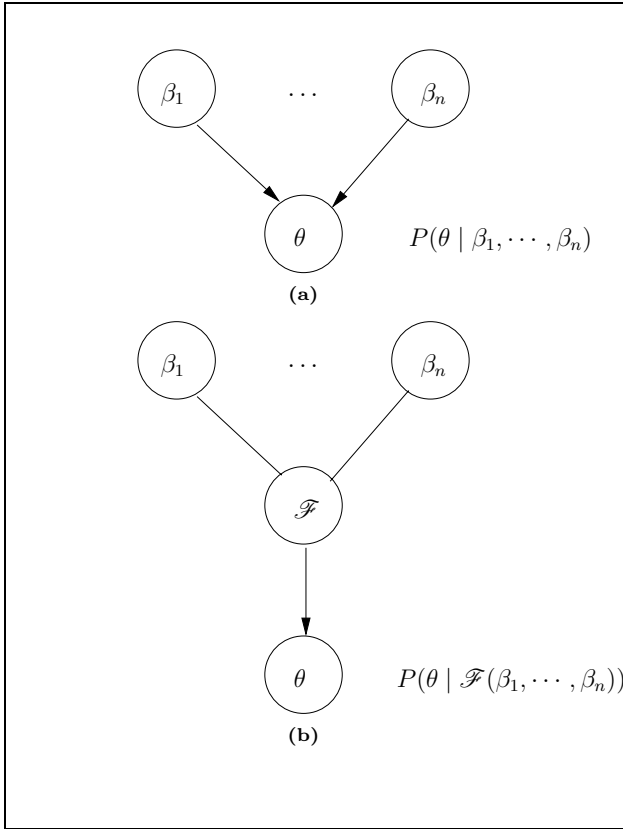 β₁ ⋯ βₙ
θ P(θ | β₁, ⋯ , βₙ)
(a)
β₁ ⋯ βₙ
ℱ
θ P(θ | ℱ(β₁, ⋯ , βₙ))
(b)